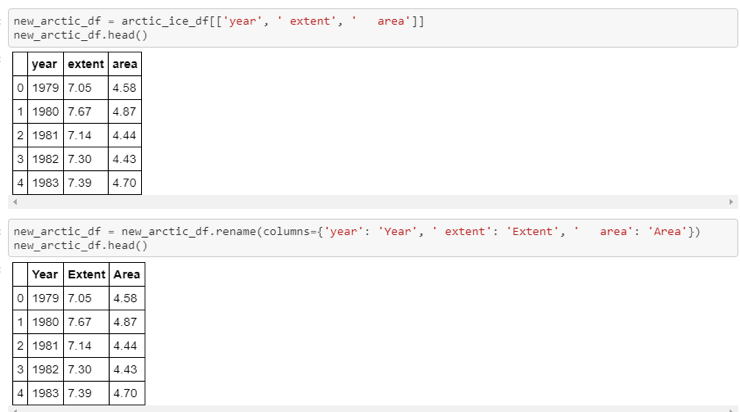 new_arctic_df = arctic_ice_df[['year', ' extent', '   area']]
new_arctic_df.head()
year extent area
0 1979 7.05 4.58
1 1980 7.67 4.87
2 1981 7.14 4.44
3 1982 7.30 4.43
4 1983 7.39 4.70
new_arctic_df = new_arctic_df.rename(columns={'year': 'Year', ' extent': 'Extent', '   area': 'Area'})
new_arctic_df.head()
Year Extent Area
0 1979 7.05 4.58
1 1980 7.67 4.87
2 1981 7.14 4.44
3 1982 7.30 4.43
4 1983 7.39 4.70